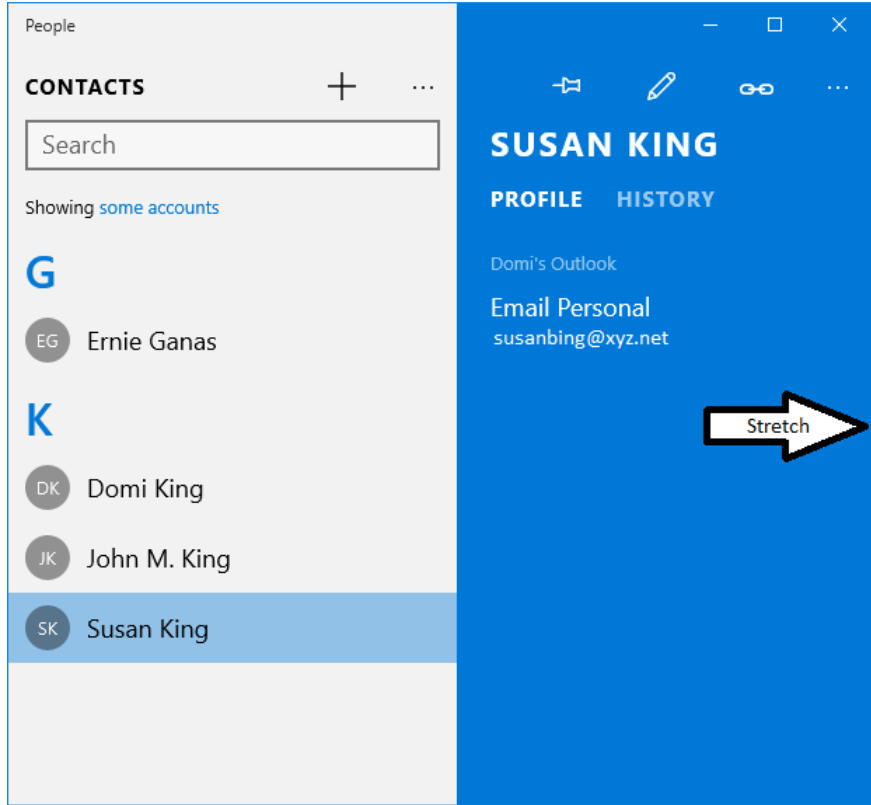 People
CONTACTS
Search
Showing some accounts
G
EG Ernie Ganas
K
DK Domi King
JK John M. King
SK Susan King
SUSAN KING
PROFILE HISTORY
Domi's Outlook
Email Personal
susanbing@xyz.net
Stretch